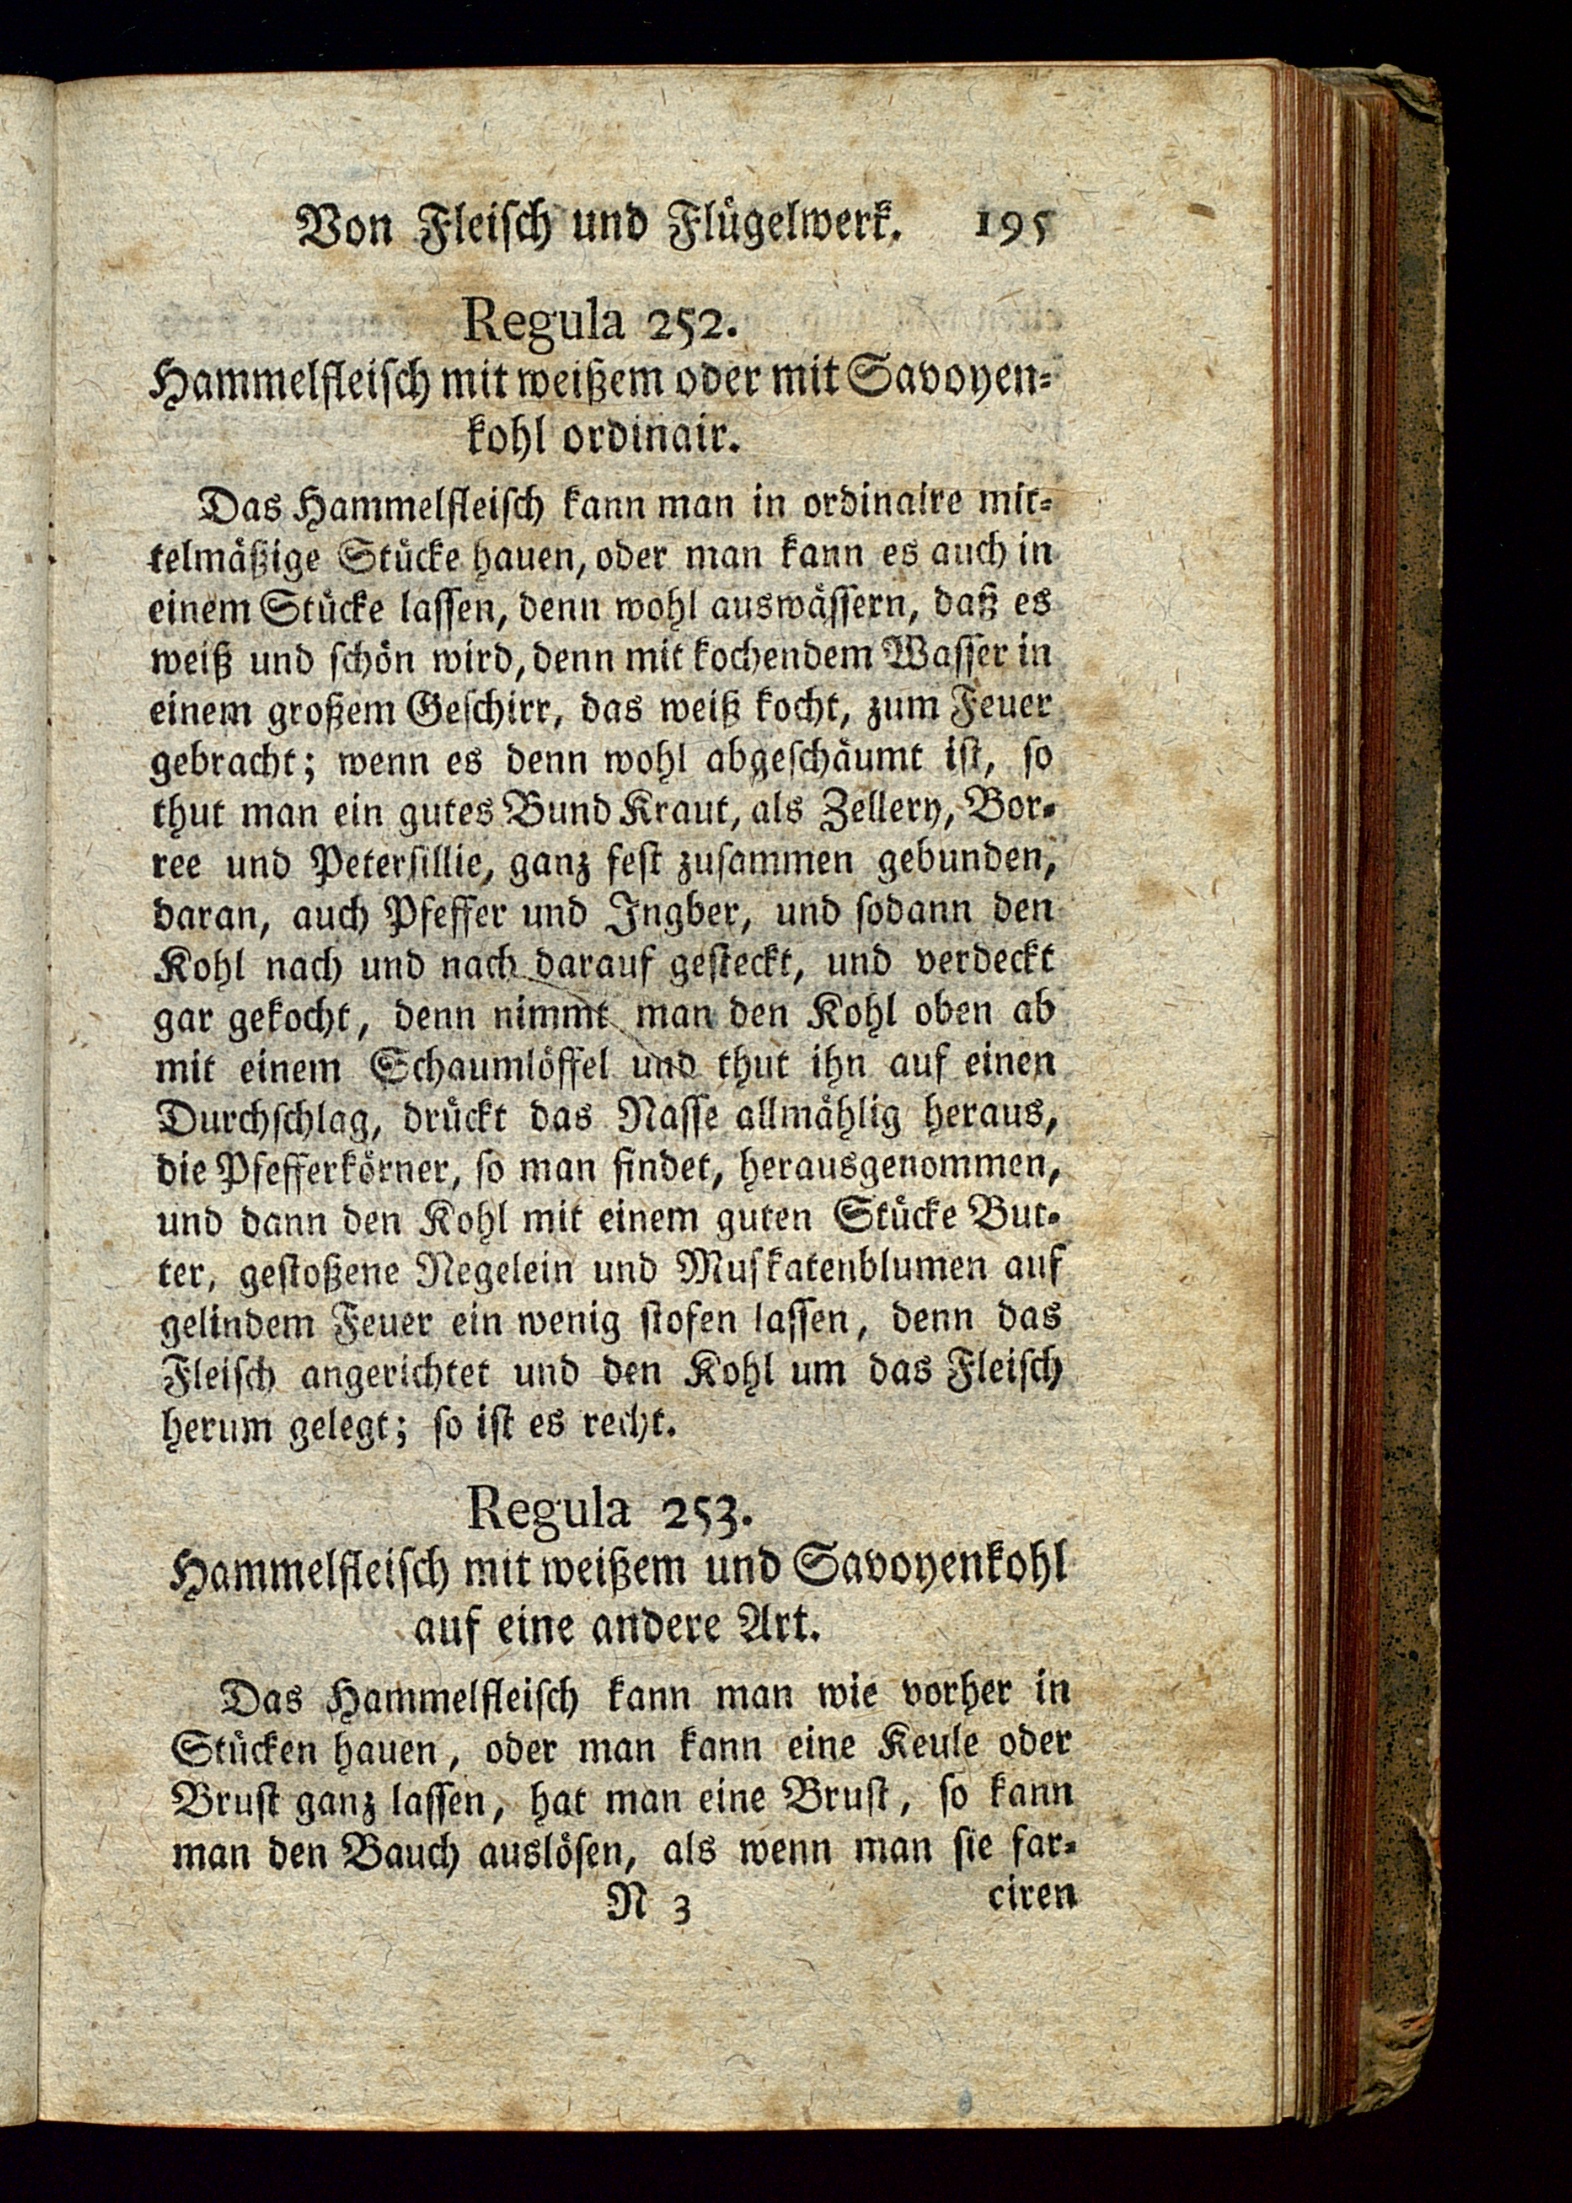 Von Fleiſch und Flügelwerk. 195
Regula 252.
Hammelfleiſch mit weißem oder mit Savoyen⸗
kohl ordinair.
Das Hammelfleiſch kann man in ordinaire mit⸗
telmäßige Stücke hauen, oder man kann es auch in
einem Stücke laſſen, denn wohl auswäſſern, daß es
weiß und ſchön wird, denn mit kochendem Waſſer in
einem großem Geſchirr, das weiß kocht, zum Feuer
gebracht; wenn es denn wohl abgeſchäumt iſt, ſo
thut man ein gutes Bund Kraut, als Zellery, Bor⸗
ree und Peterſillie, ganz feſt zuſammen gebunden,
daran, auch Pfeffer und Ingber, und ſodann den
Kohl nach und nach darauf geſteckt, und verdeckt
gar gekocht, denn nimmt man den Kohl oben ab
mit einem Schaumlöffel und thut ihn auf einen
Durchſchlag, drückt das Naſſe allmählig heraus,
die Pfefferkörner, ſo man findet, herausgenommen,
und dann den Kohl mit einem guten Stücke But⸗
ter, geſtoßene Negelein und Muſkatenblumen auf
gelindem Feuer ein wenig ſtofen laſſen, denn das
Fleiſch angerichtet und den Kohl um das Fleiſch
herum gelegt; ſo iſt es recht.
Regula 253.
Hammelfleiſch mit weißem und Savoyenkohl
auf eine andere Art.
Das Hammelfleiſch kann man wie vorher in
Stücken hauen, oder man kann eine Keule oder
Bruſt ganz laſſen, hat man eine Bruſt, ſo kann
man den Bauch auslöſen, als wenn man ſie far⸗
N 3 ciren